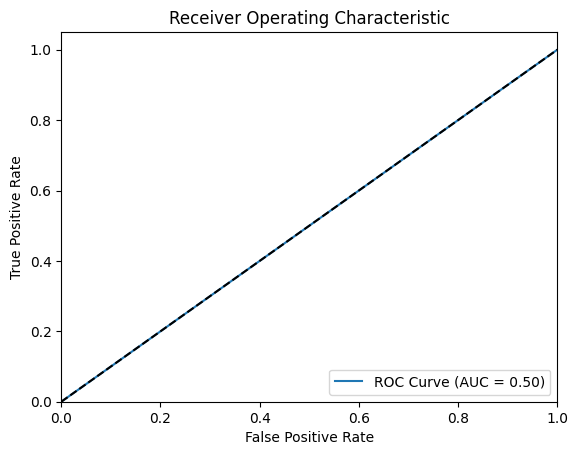 Receiver Operating Characteristic
True Positive Rate
1.0
0.8
0.6
0.4
0.2
0.0
ROC Curve (AUC = 0.50)
0.0 0.2 0.4 0.6 0.8 1.0
False Positive Rate